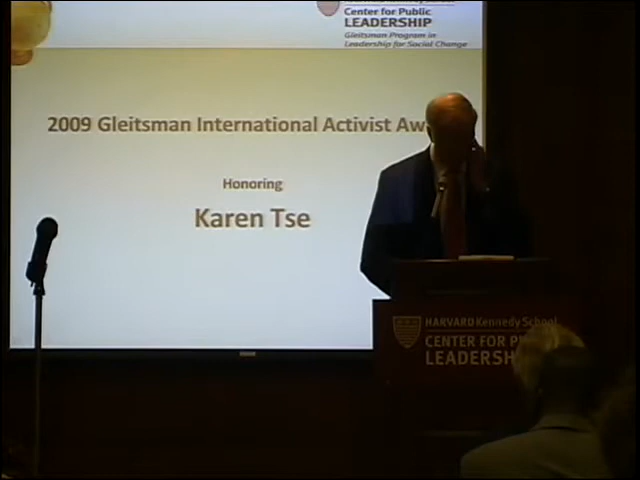 Center for Public
LEADERSHIP
Gleitsman Program in
Leadership for Social Change
2009 Gleitsman International Activist Aw
Honoring
Karen Tse
HARVARD Kennedy School
CENTER FOR P
LEADERSH